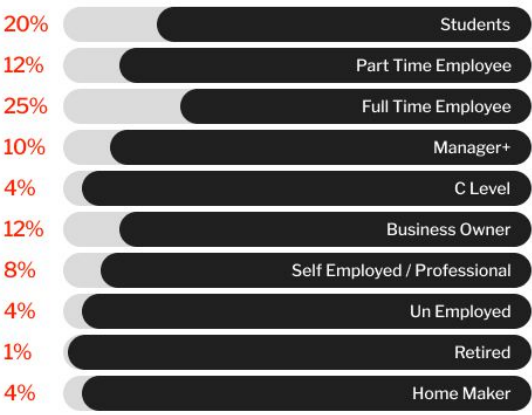 20% Students
12% Part Time Employee
25% Full Time Employee
10% Manager+
4% C Level
12% Business Owner
8% Self Employed / Professional
4% Un Employed
1% Retired
4% Home Maker